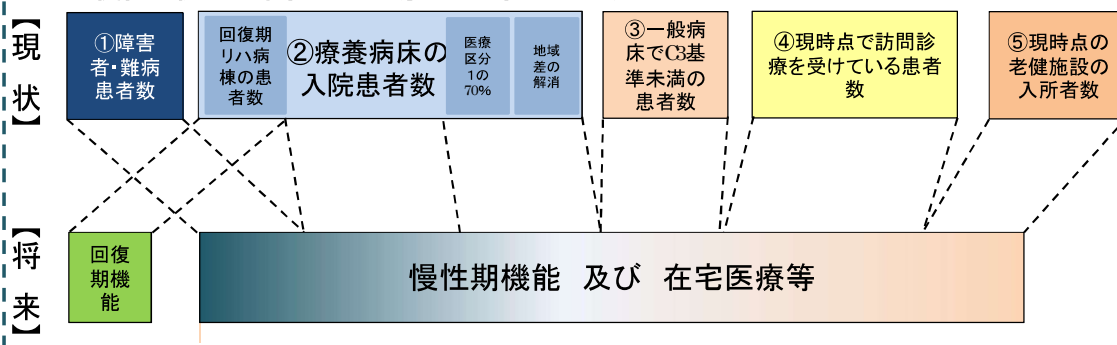 【現状】
①障害
者・難病
患者数
回復期
リハ病
棟の患
者数
②療養病床の
入院患者数
医療
区分
1の
70%
地域
差の
解消
③一般病
床でC3基
準未満の
患者数
④現時点で訪問診
療を受けている患者
数
⑤現時点の
老健施設の
入所者数
【将来】
回復
期機
能
慢性期機能 及び 在宅医療等